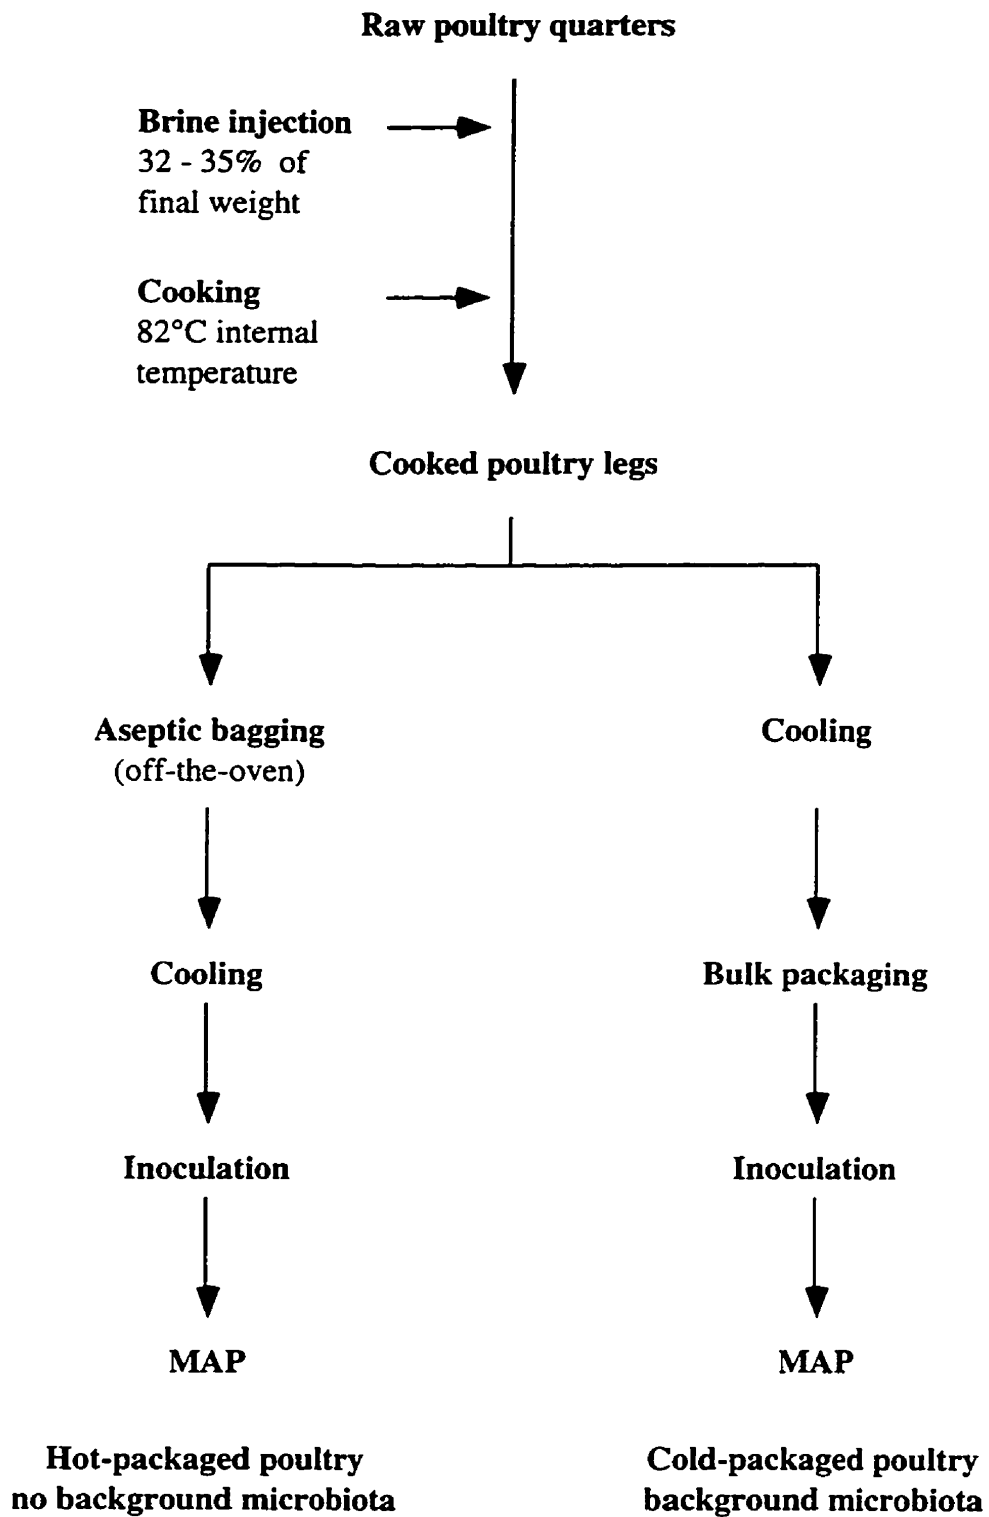 Raw poultry quarters
Brine injection
32 - 35% of
final weight
Cooking
82°C internal
temperature
Cooked poultry legs
Aseptic bagging
(off-the-oven)
Cooling
Inoculation
MAP
Hot-packaged poultry
no background microbiota
Cooling
Bulk packaging
Inoculation
MAP
Cold-packaged poultry
background microbiota